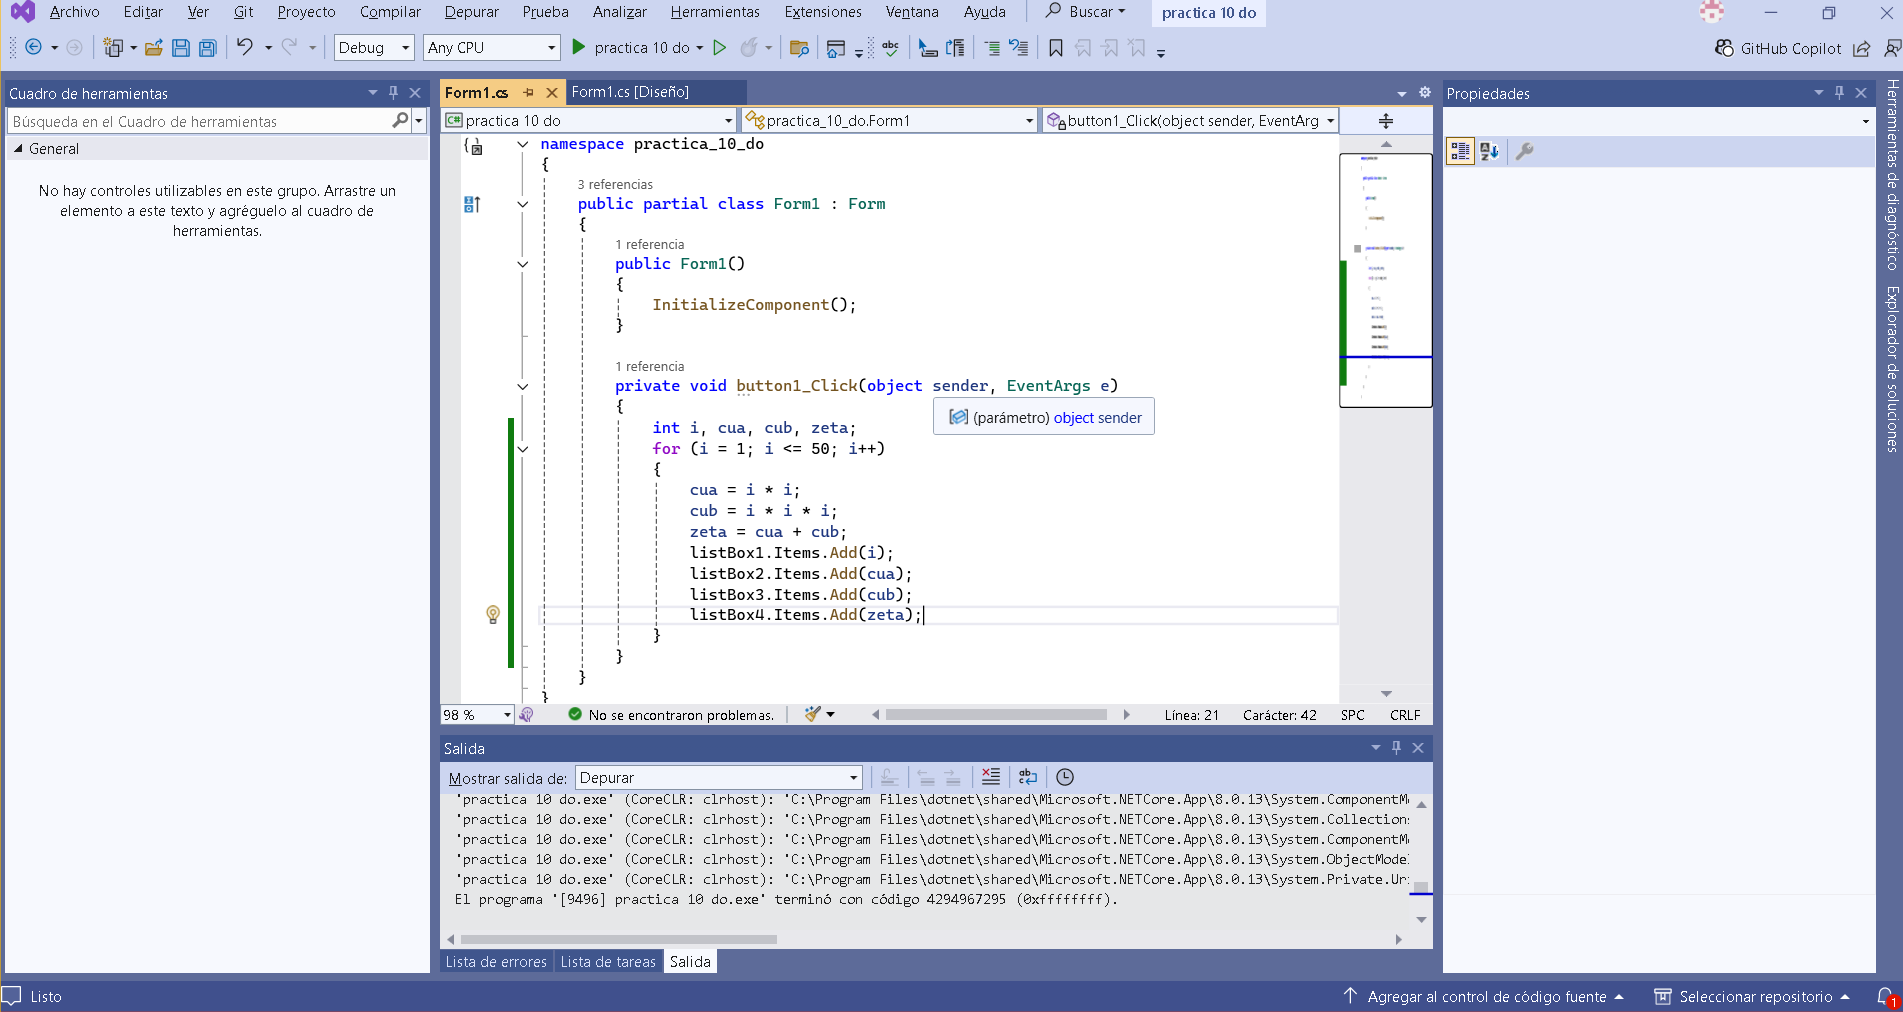 Archivo Editar Ver Git Proyecto Compilar Depurar Prueba Analizar Herramientas Extensiones Ventana Ayuda Buscar practica 10 do
Debug Any CPU practica 10 do GitHub Copilot
Cuadro de herramientas
Búsqueda en el Cuadro de herramientas
General
No hay controles utilizables en este grupo. Arrastre un
elemento a este texto y agréguelo al cuadro de
herramientas.
Form1.cs Form1.cs [Diseño]
practica 10 do practica_10_do.Form1 button1_Click(object sender, EventArg
namespace practica_10_do
{
3 referencias
public partial class Form1 : Form
{
1 referencia
public Form1()
{
InitializeComponent();
}
1 referencia
private void button1_Click(object sender, EventArgs e)
{
(parámetro) object sender
int i, cua, cub, zeta;
for (i = 1; i <= 50; i++)
{
cua = i * i;
cub = i * i * i;
zeta = cua + cub;
listBox1.Items.Add(i);
listBox2.Items.Add(cua);
listBox3.Items.Add(cub);
listBox4.Items.Add(zeta);
}
}
}
}
98 % No se encontraron problemas. Línea: 21 Carácter: 42 SPC CRLF
Salida
Mostrar salida de: Depurar
'practica 10 do.exe' (CoreCLR: clrhost): 'C:\Program Files\dotnet\shared\Microsoft.NETCore.App\8.0.13\System.ComponentM
'practica 10 do.exe' (CoreCLR: clrhost): 'C:\Program Files\dotnet\shared\Microsoft.NETCore.App\8.0.13\System.Collection
'practica 10 do.exe' (CoreCLR: clrhost): 'C:\Program Files\dotnet\shared\Microsoft.NETCore.App\8.0.13\System.ComponentM
'practica 10 do.exe' (CoreCLR: clrhost): 'C:\Program Files\dotnet\shared\Microsoft.NETCore.App\8.0.13\System.ObjectMode
'practica 10 do.exe' (CoreCLR: clrhost): 'C:\Program Files\dotnet\shared\Microsoft.NETCore.App\8.0.13\System.Private.Ur
El programa '[9496] practica 10 do.exe' terminó con código 4294967295 (0xffffffff).
Lista de errores Lista de tareas Salida
Propiedades
Herramientas de diagnóstico
Explorador de soluciones
Listo Agregar al control de código fuente Seleccionar repositorio 1